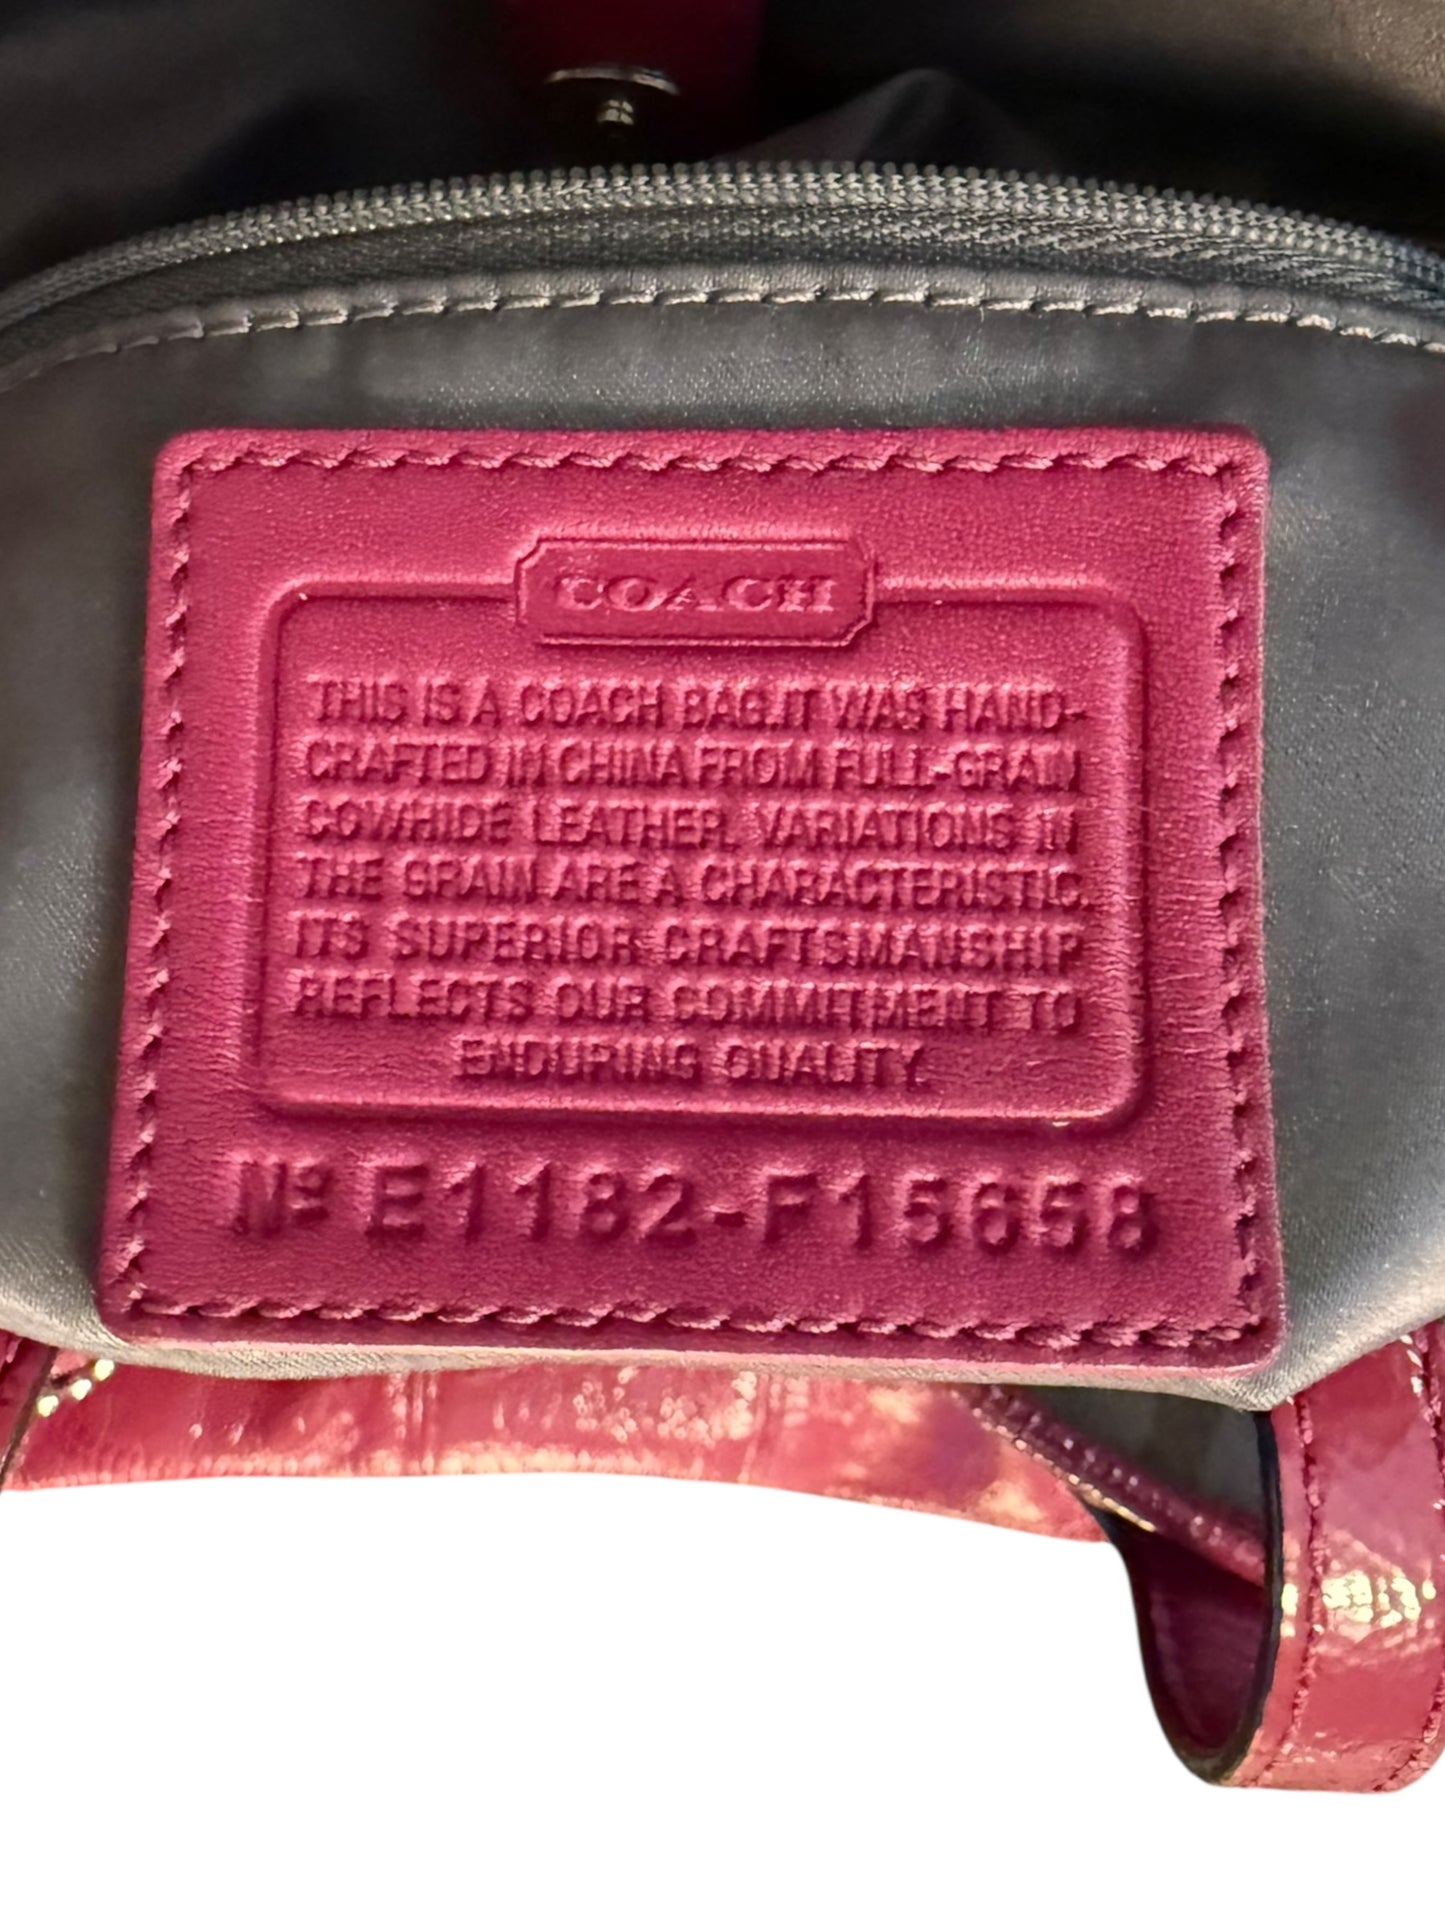 COACH
THIS IS A COACH BAG.IT WAS HAND-
CRAFTED IN CHINA FROM FULL-GRAIN
COWHIDE LEATHER. VARIATIONS IN
THE GRAIN ARE A CHARACTERISTIC.
ITS SUPERIOR CRAFTSMANSHIP
REFLECTS OUR COMMITMENT TO
ENDURING QUALITY.
Nº E1182-F15658